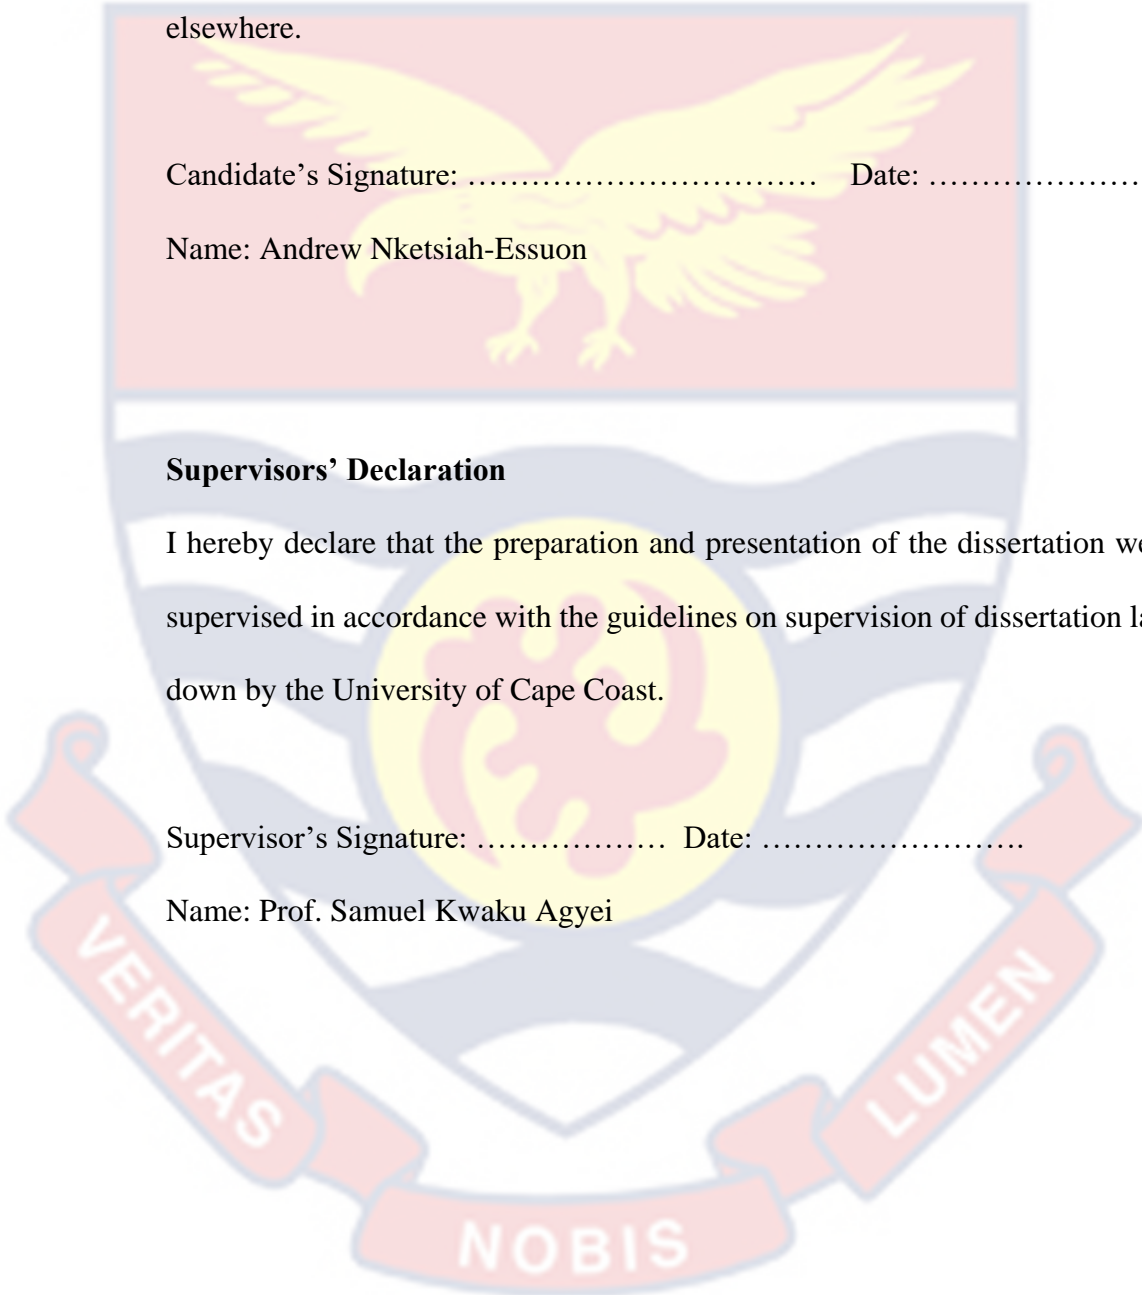 elsewhere.
Candidate’s Signature: …………………………… Date: …………………
Name: Andrew Nketsiah-Essuon
Supervisors’ Declaration
I hereby declare that the preparation and presentation of the dissertation we
supervised in accordance with the guidelines on supervision of dissertation la
down by the University of Cape Coast.
Supervisor’s Signature: ……………… Date: …………………….
Name: Prof. Samuel Kwaku Agyei
VERITAS
NOBIS
LUMEN